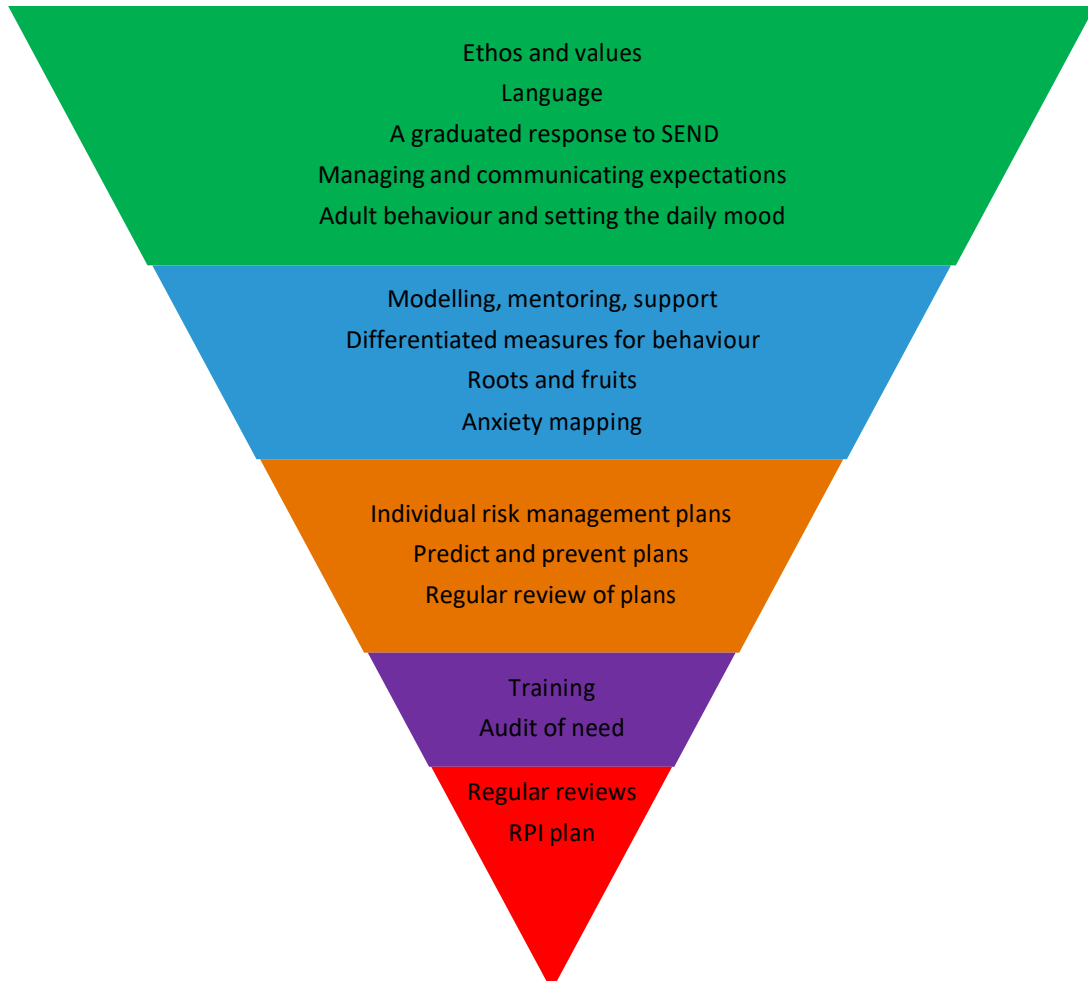 Ethos and values
Language
A graduated response to SEND
Managing and communicating expectations
Adult behaviour and setting the daily mood
Modelling, mentoring, support
Differentiated measures for behaviour
Roots and fruits
Anxiety mapping
Individual risk management plans
Predict and prevent plans
Regular review of plans
Training
Audit of need
Regular reviews
RPI plan